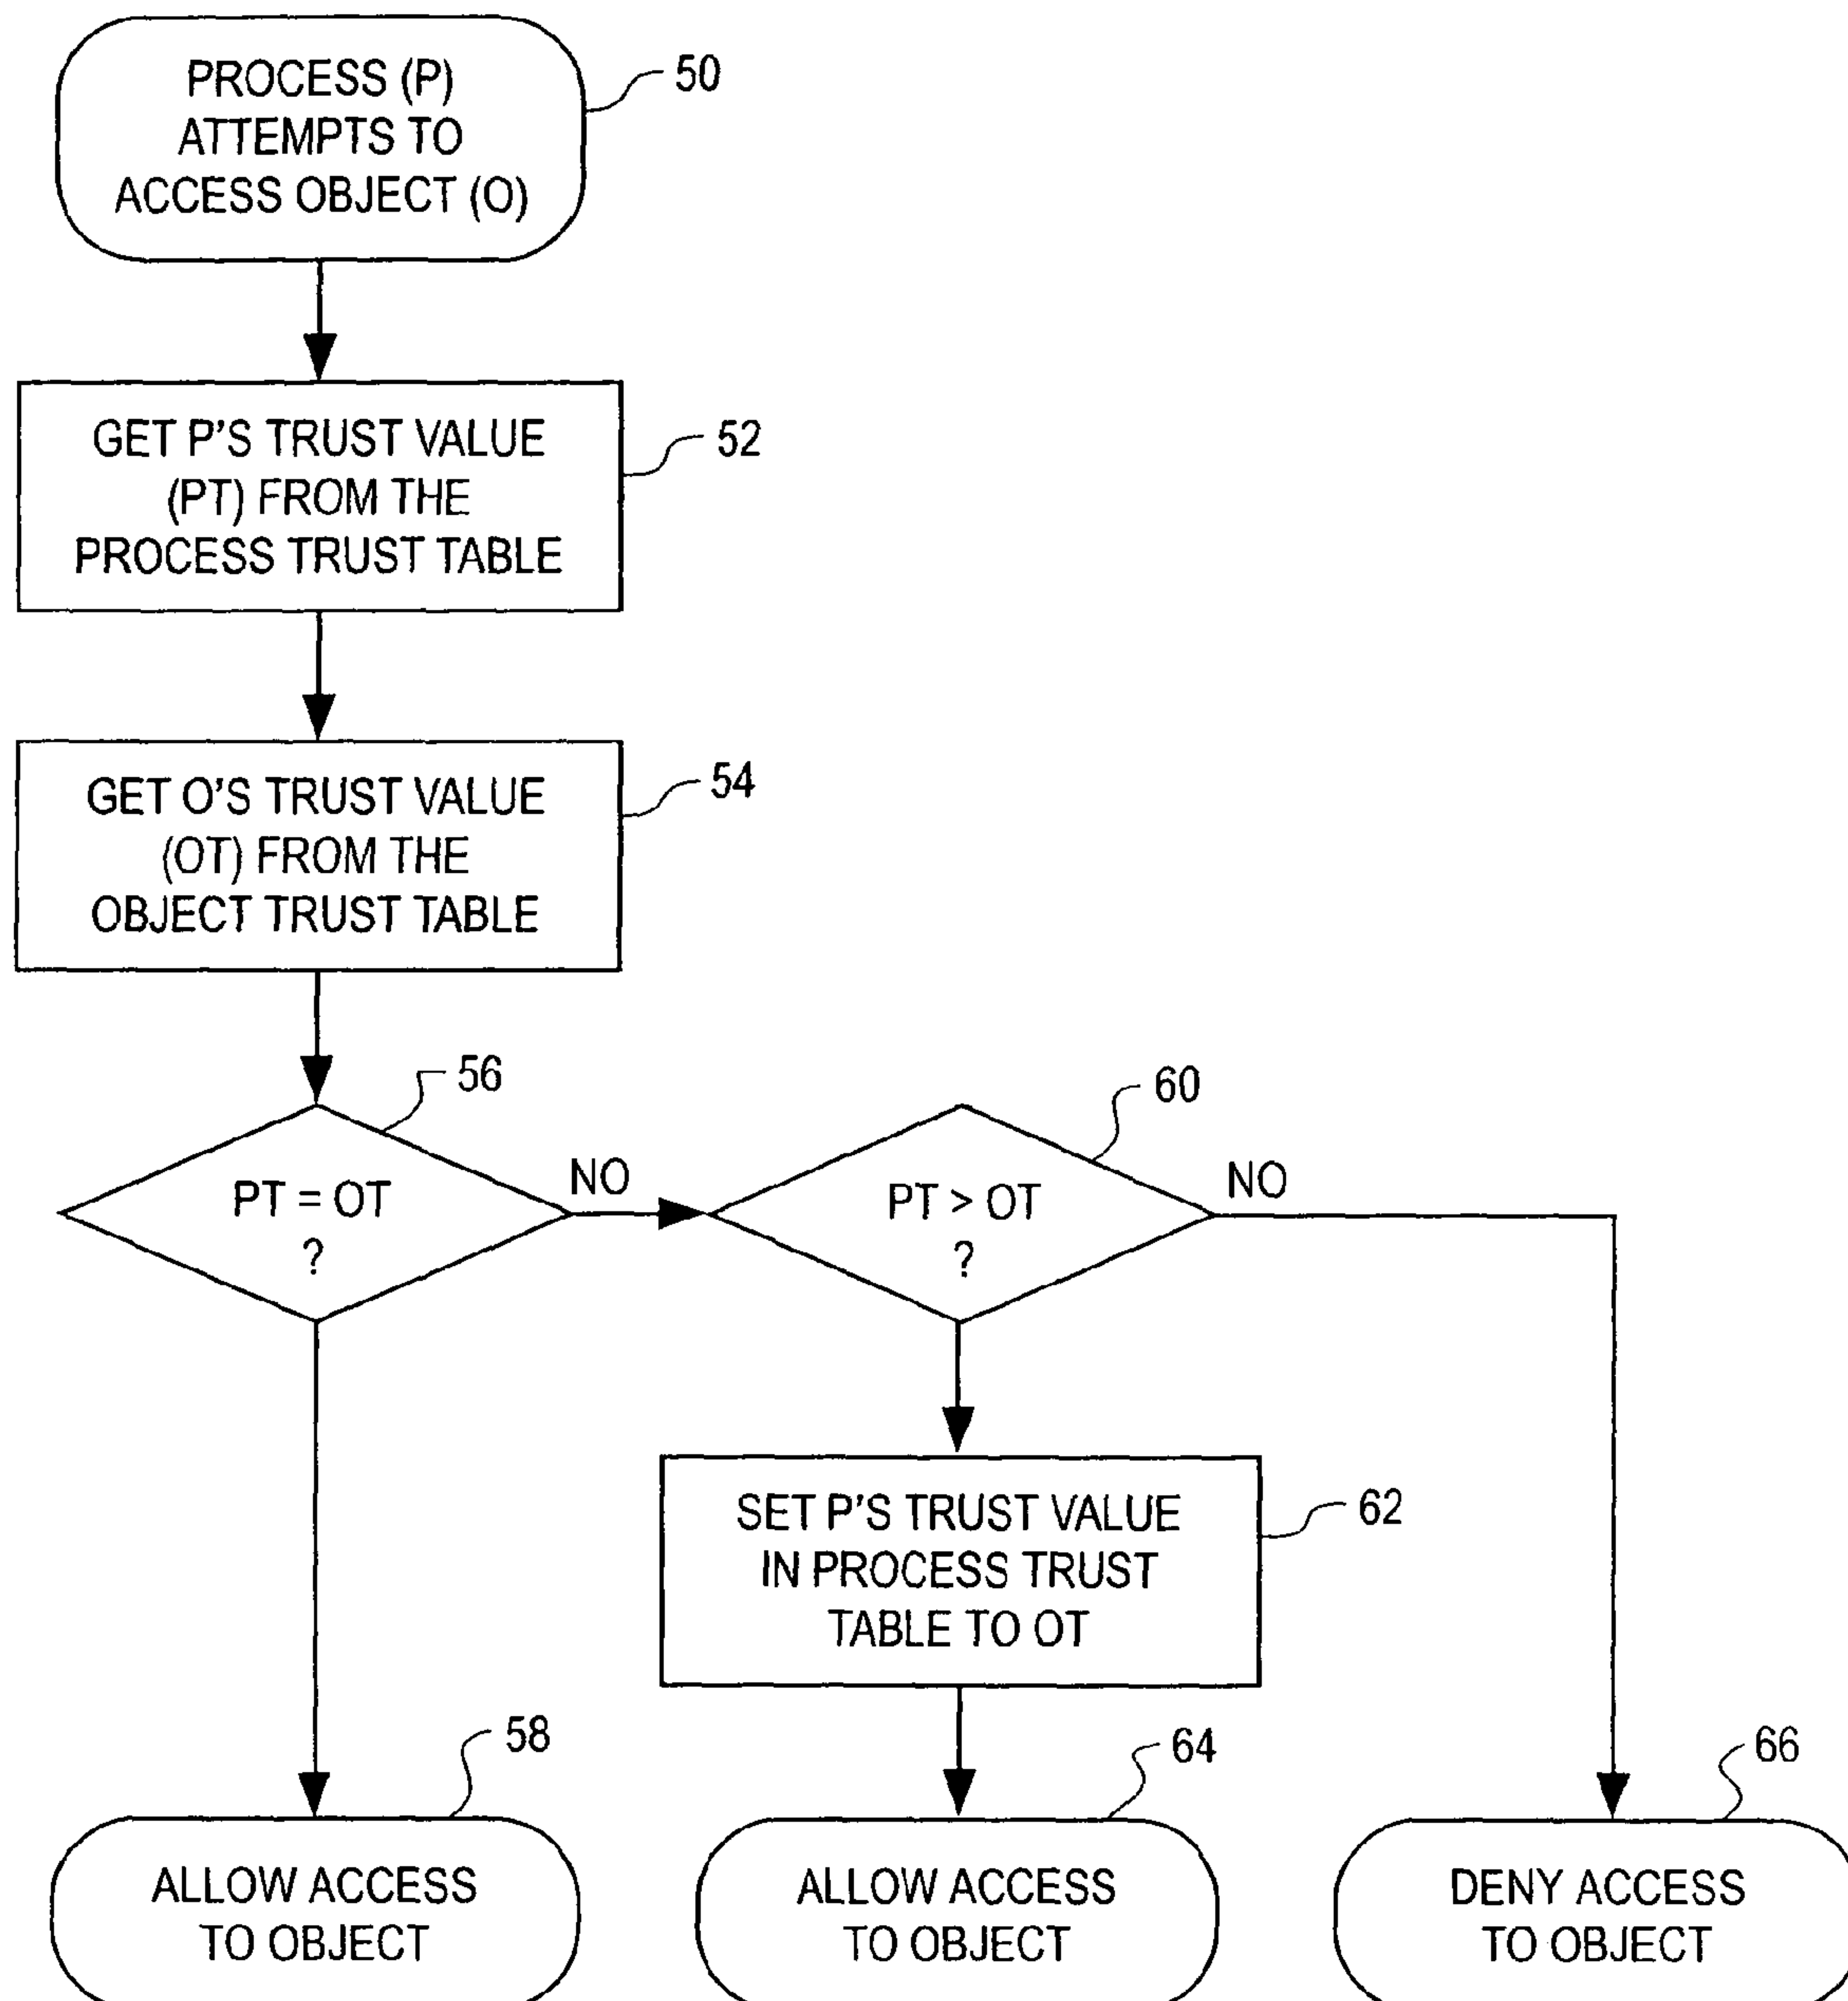 PROCESS (P)
ATTEMPTS TO
ACCESS OBJECT (O)
50
GET P'S TRUST VALUE
(PT) FROM THE
PROCESS TRUST TABLE
52
GET O'S TRUST VALUE
(OT) FROM THE
OBJECT TRUST TABLE
54
PT = OT
?
56
NO
PT > OT
?
60
NO
SET P'S TRUST VALUE
IN PROCESS TRUST
TABLE TO OT
62
ALLOW ACCESS
TO OBJECT
58
ALLOW ACCESS
TO OBJECT
64
DENY ACCESS
TO OBJECT
66